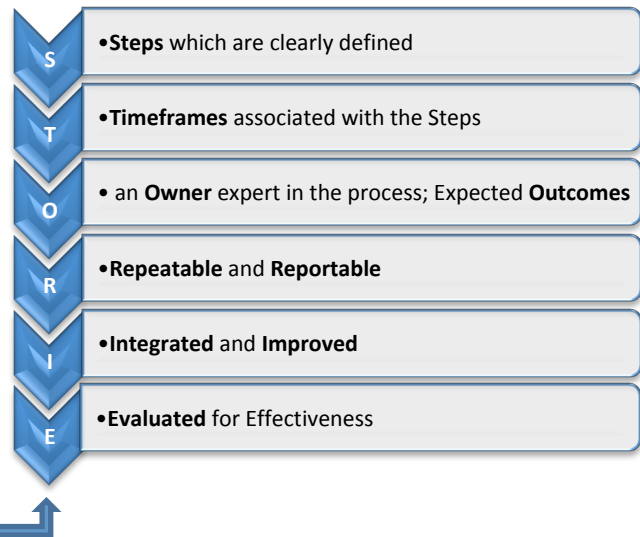 S
•Steps which are clearly defined
T
•Timeframes associated with the Steps
O
• an Owner expert in the process; Expected Outcomes
R
•Repeatable and Reportable
I
•Integrated and Improved
E
•Evaluated for Effectiveness